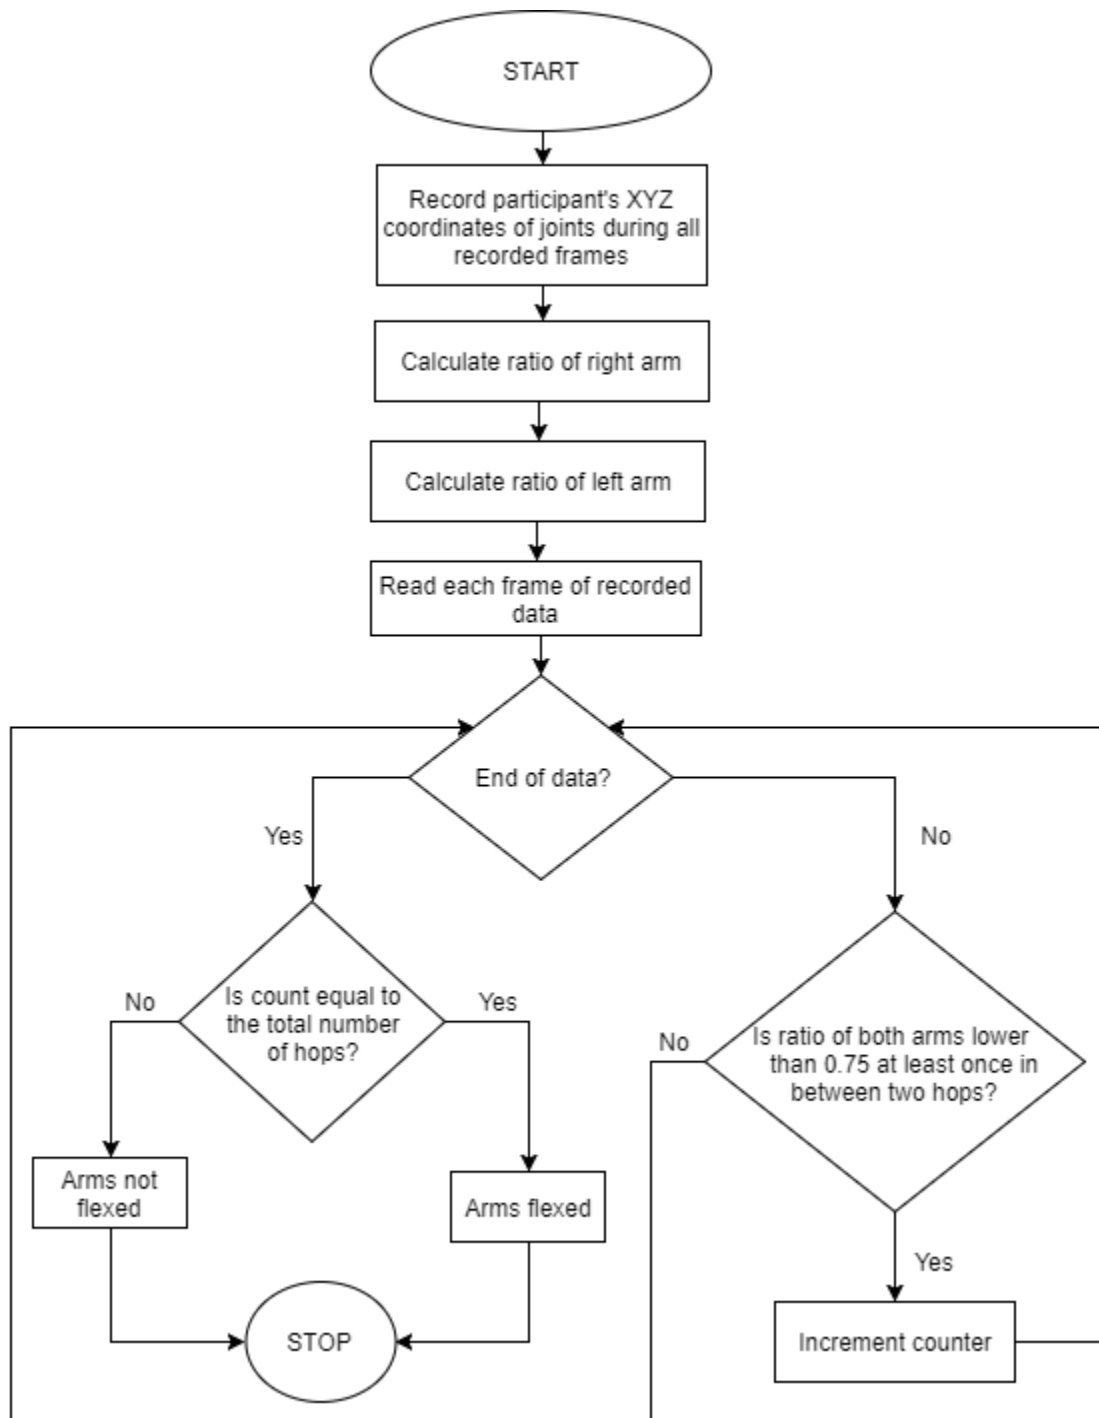 START
Record participant's XYZ
coordinates of joints during all
recorded frames
Calculate ratio of right arm
Calculate ratio of left arm
Read each frame of recorded
data
End of data?
Yes
No
Is count equal to
the total number
of hops?
No
Yes
Is ratio of both arms lower
than 0.75 at least once in
between two hops?
No
Yes
Arms not
flexed
Arms flexed
STOP
Increment counter